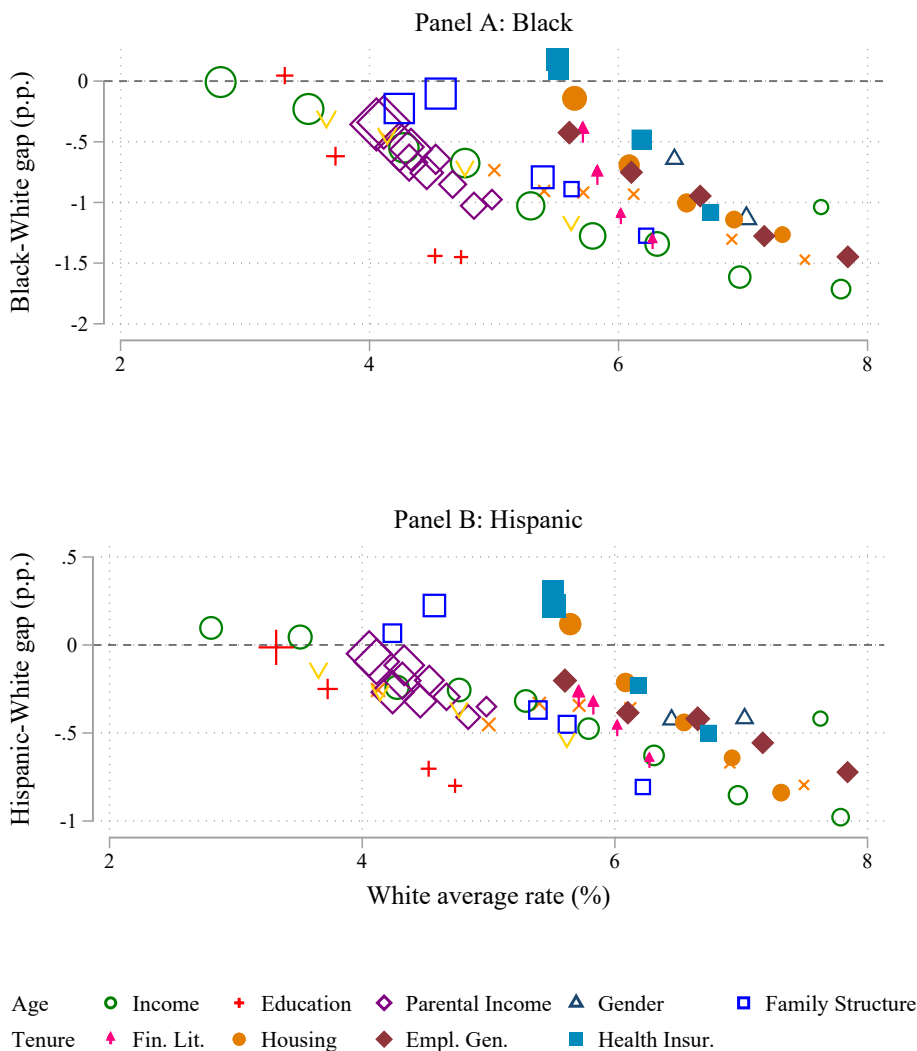 Panel A: Black
Black-White gap (p.p.)
0
-.5
-1
-1.5
-2
2 4 6 8
Panel B: Hispanic
Hispanic-White gap (p.p.)
.5
0
-.5
-1
2 4 6 8
White average rate (%)
Age Income Education Parental Income Gender Family Structure
Tenure Fin. Lit. Housing Empl. Gen. Health Insur.